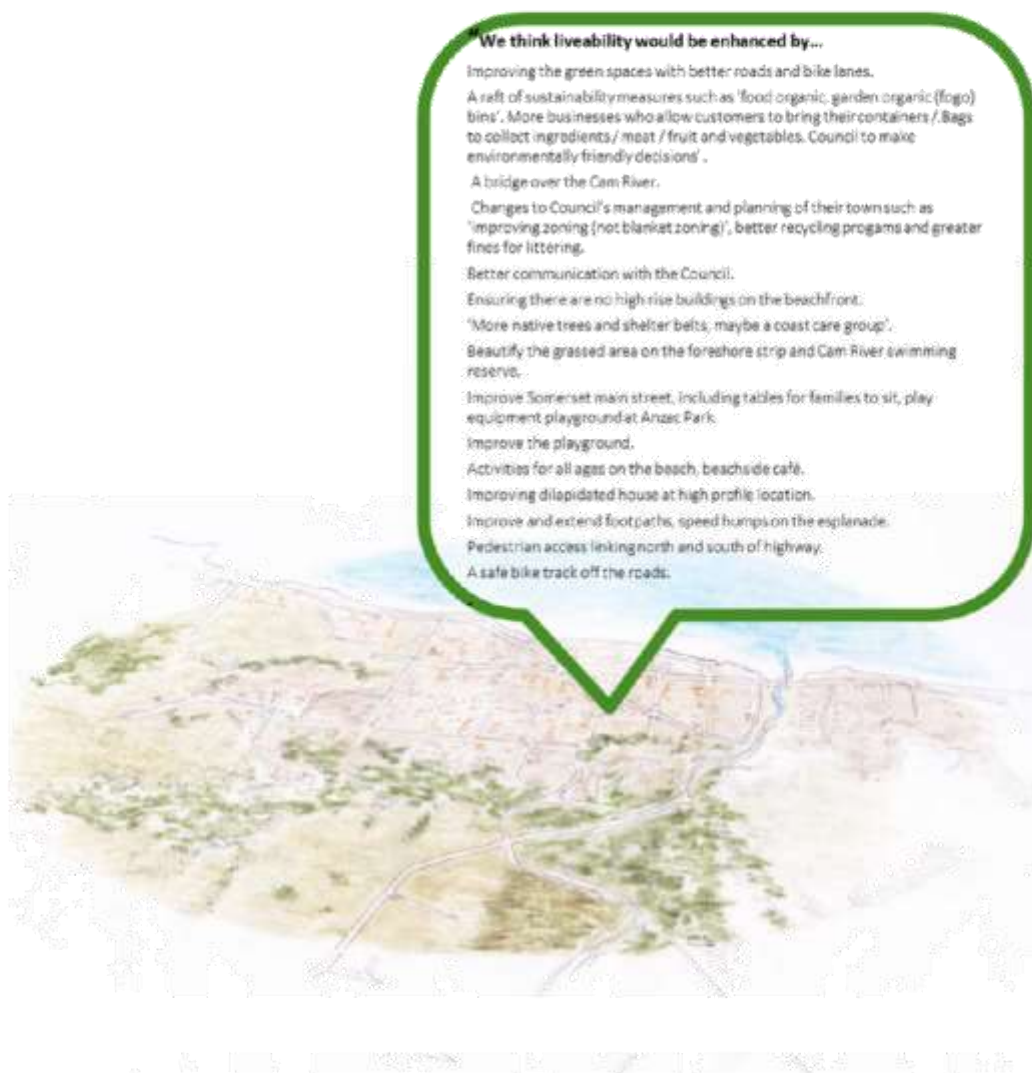 "We think liveability would be enhanced by...
Improving the green spaces with better roads and bike lanes.
A raft of sustainability measures such as 'food organic, garden organic (fogo)
bins'. More businesses who allow customers to bring their containers /.Bags
to collect ingredients / meat / fruit and vegetables. Council to make
environmentally friendly decisions' .
A bridge over the Cam River.
Changes to Council's management and planning of their town such as
'improving zoning (not blanket zoning)', better recycling progams and greater
fines for littering.
Better communication with the Council.
Ensuring there are no high rise buildings on the beachfront.
'More native trees and shelter belts, maybe a coast care group'.
Beautify the grassed area on the foreshore strip and Cam River swimming
reserve.
Improve Somerset main street, including tables for families to sit, play
equipment playground at Anzac Park.
Improve the playground.
Activities for all ages on the beach, beachside café.
Improving dilapidated house at high profile location.
Improve and extend footpaths, speed humps on the esplanade.
Pedestrian access linking north and south of highway.
A safe bike track off the roads.